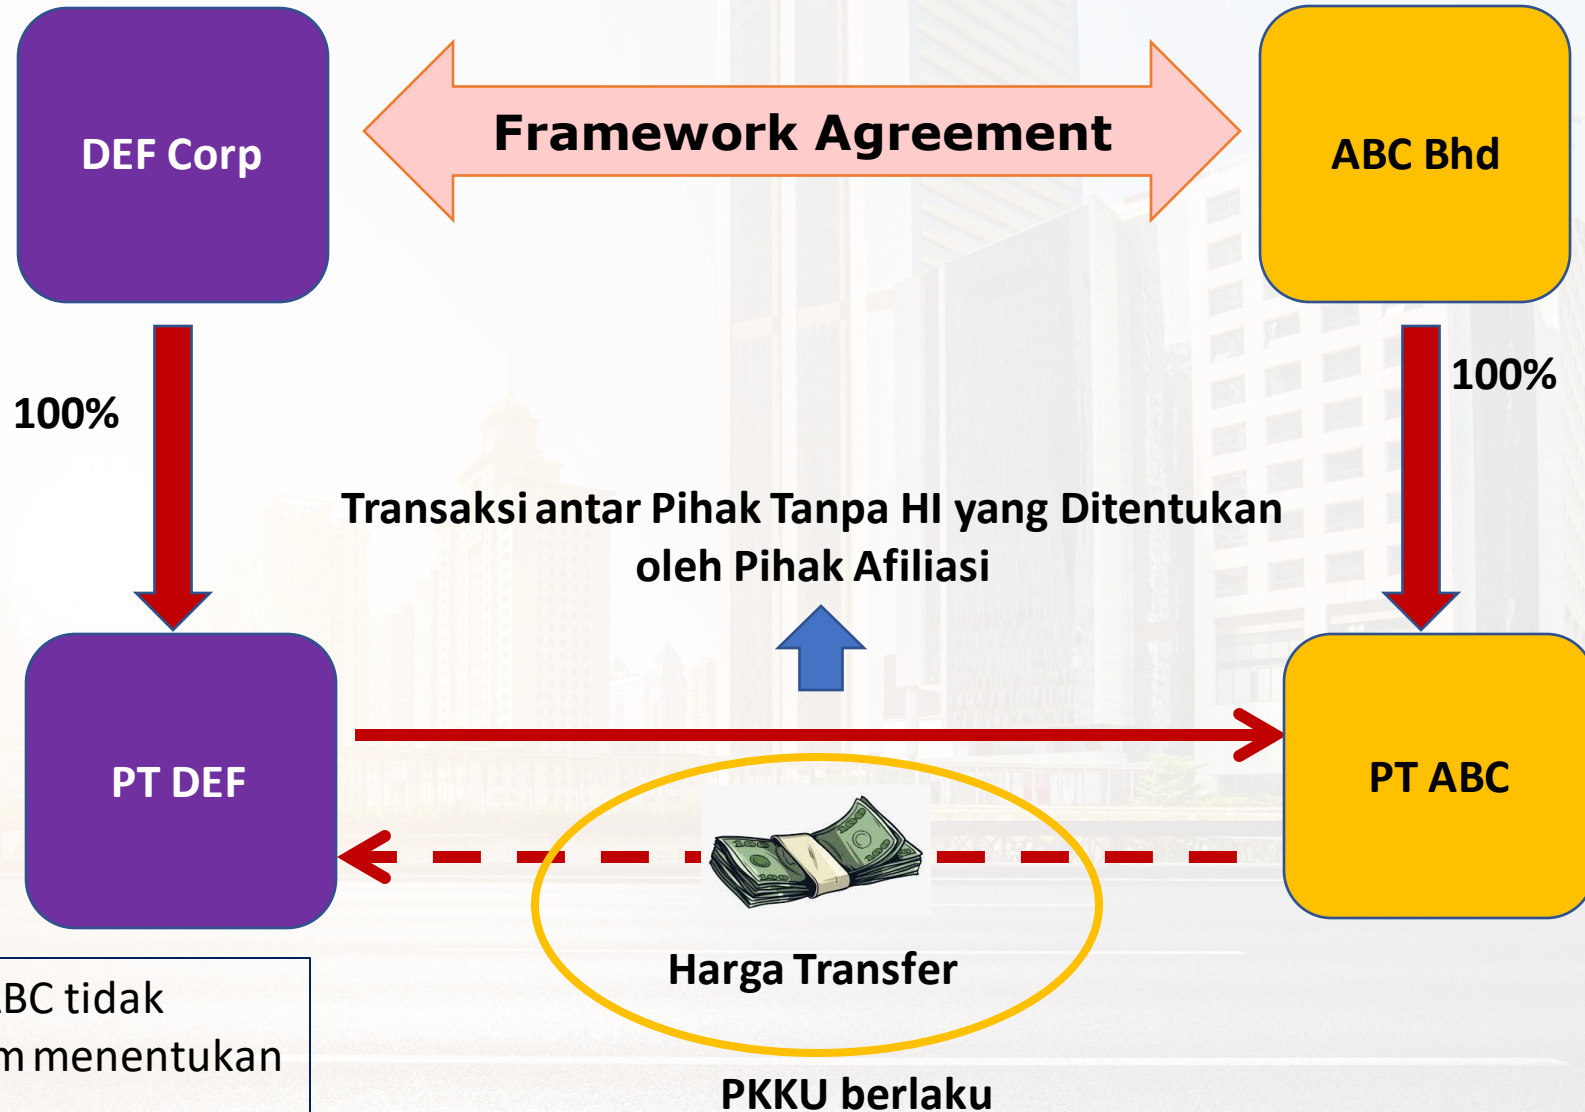 DEF Corp
Framework Agreement
ABC Bhd
100%
100%
Transaksi antar Pihak Tanpa HI yang Ditentukan
oleh Pihak Afiliasi
PT DEF
PT ABC
Harga Transfer
tidak
menentukan
PKKU berlaku